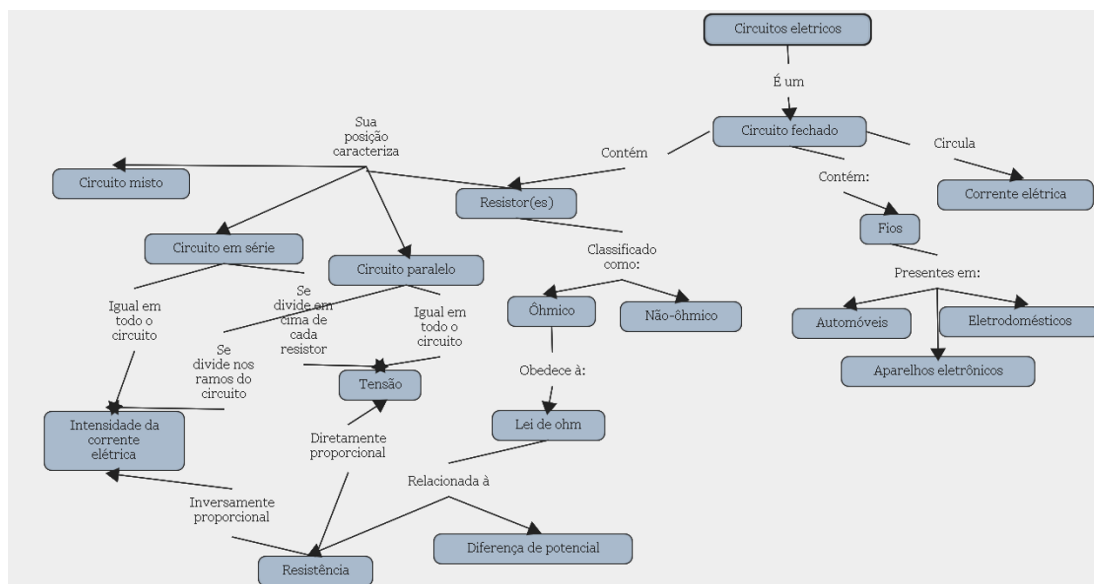 Circuitos eletricos
É um
Circuito fechado
Sua
posição
caracteriza
Contém
Circula
Circuito misto
Contém:
Corrente elétrica
Resistor(es)
Fios
Circuito em série
Circuito paralelo
Classificado
como:
Presentes em:
Igual em
todo o
circuito
Se
divide em
cima de
cada
resistor
Igual em
todo o
circuito
Ôhmico
Não-ôhmico
Automóveis
Eletrodomésticos
Se
divide nos
ramos do
circuito
Tensão
Obedece à:
Aparelhos eletrônicos
Intensidade da
corrente
elétrica
Diretamente
proporcional
Lei de ohm
Inversamente
proporcional
Relacionada à
Resistência
Diferença de potencial